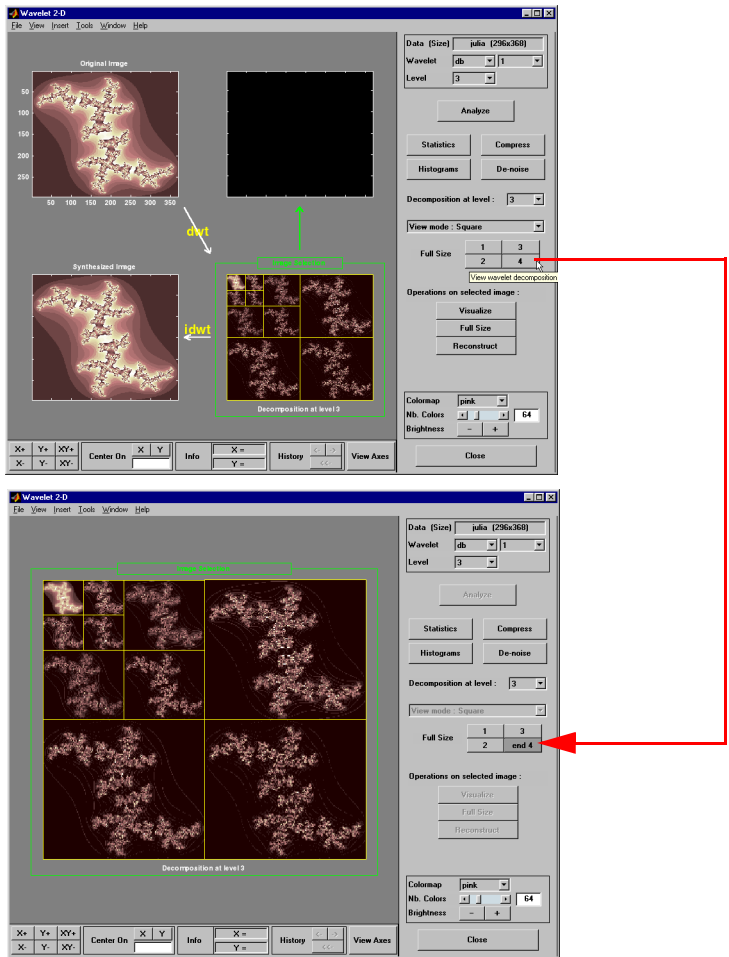 Wavelet 2-D
File View Insert Tools Window Help
Original Image
50
100
150
200
250
50 100 150 200 250 300 350
dwt
Synthesized Image
idwt
Image Selection
Decomposition at level 3
Data (Size) julia (296x368)
Wavelet db 1
Level 3
Analyze
Statistics Compress
Histograms De-noise
Decomposition at level : 3
View mode : Square
Full Size 1 3
2 4
View wavelet decomposition
Operations on selected image :
Visualize
Full Size
Reconstruct
Colormap pink
Nb. Colors 64
Brightness - +
Close
X+ Y+ XY+
X- Y- XY-
Center On X Y
Info X =
Y =
History <- ->
<<-
View Axes
Wavelet 2-D
File View Insert Tools Window Help
Image Selection
Decomposition at level 3
Data (Size) julia (296x368)
Wavelet db 1
Level 3
Analyze
Statistics Compress
Histograms De-noise
Decomposition at level : 3
View mode : Square
Full Size 1 3
2 end 4
Operations on selected image :
Visualize
Full Size
Reconstruct
Colormap pink
Nb. Colors 64
Brightness - +
Close
X+ Y+ XY+
X- Y- XY-
Center On X Y
Info X =
Y =
History <- ->
<<-
View Axes